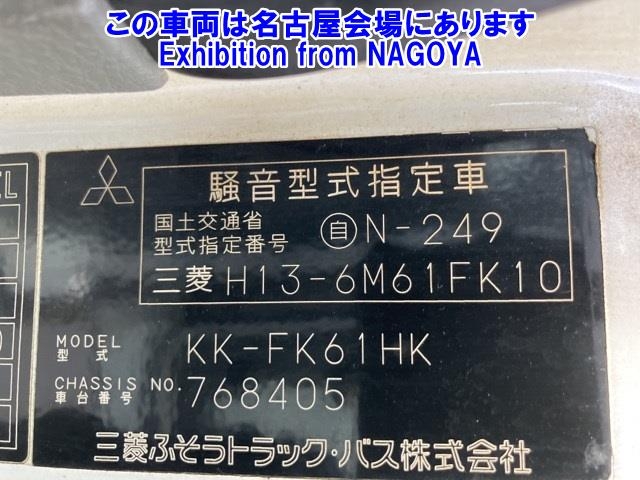 この車両は名古屋会場にあります
Exhibition from NAGOYA
EL
騒音型式指定車
国土交通省
型式指定番号
自 N-249
三菱 H13-6M61FK10
MODEL
型式
KK-FK61HK
CHASSIS NO.
車台番号
768405
三菱ふそうトラック・バス株式会社